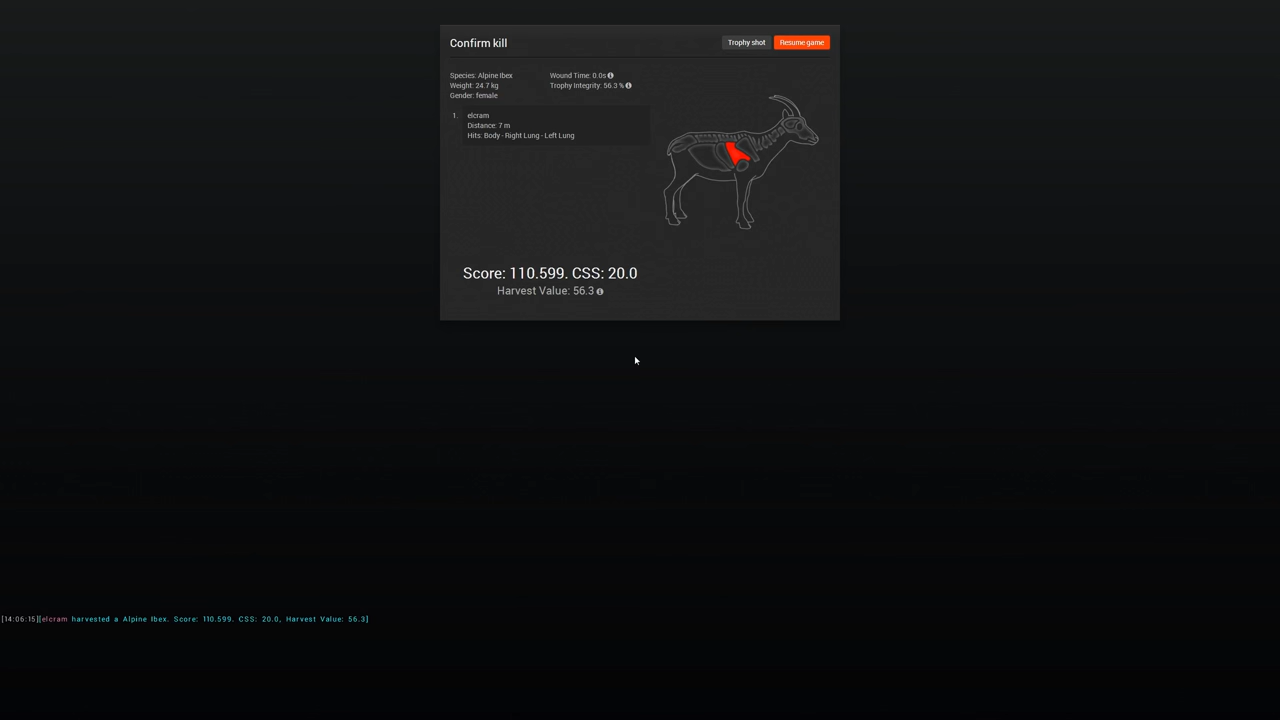 Confirm kill
Trophy shot
Resume game
Species: Alpine Ibex
Weight: 24.7 kg
Gender: female
Wound Time: 0.0s
Trophy Integrity: 56.3 %
1. elcram
Distance: 7 m
Hits: Body - Right Lung - Left Lung
Score: 110.599. CSS: 20.0
Harvest Value: 56.3
[14:06:15][elcram harvested a Alpine Ibex. Score: 110.599. CSS: 20.0, Harvest Value: 56.3]